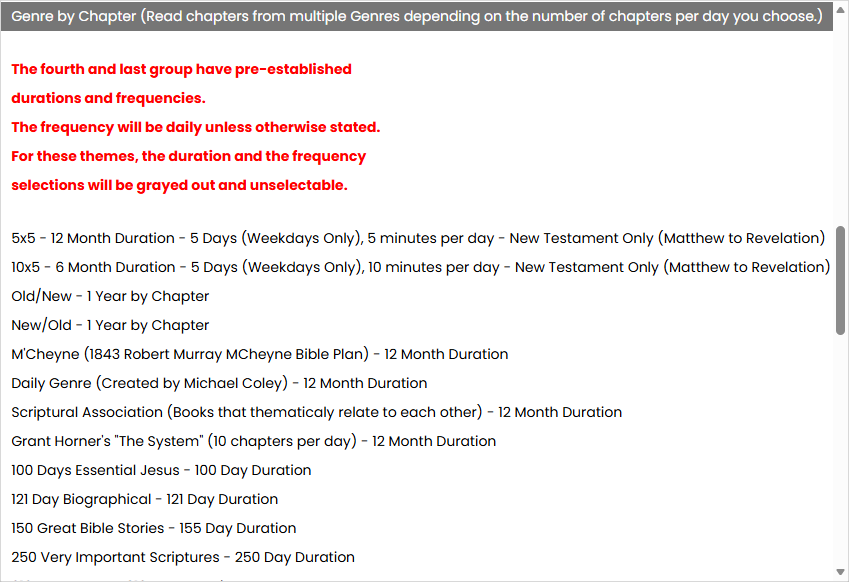 Genre by Chapter (Read chapters from multiple Genres depending on the number of chapters per day you choose.)
The fourth and last group have pre-established
durations and frequencies.
The frequency will be daily unless otherwise stated.
For these themes, the duration and the frequency
selections will be grayed out and unselectable.
5x5 - 12 Month Duration - 5 Days (Weekdays Only), 5 minutes per day - New Testament Only (Matthew to Revelation)
10x5 - 6 Month Duration - 5 Days (Weekdays Only), 10 minutes per day - New Testament Only (Matthew to Revelation)
Old/New - 1 Year by Chapter
New/Old - 1 Year by Chapter
M'Cheyne (1843 Robert Murray MCheyne Bible Plan) - 12 Month Duration
Daily Genre (Created by Michael Coley) - 12 Month Duration
Scriptural Association (Books that thematicaly relate to each other) - 12 Month Duration
Grant Horner's "The System" (10 chapters per day) - 12 Month Duration
100 Days Essential Jesus - 100 Day Duration
121 Day Biographical - 121 Day Duration
150 Great Bible Stories - 155 Day Duration
250 Very Important Scriptures - 250 Day Duration